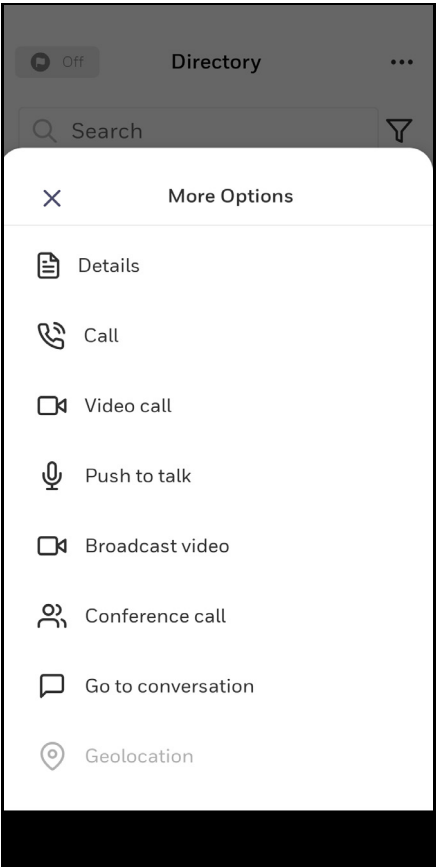 Off
Directory
Search
More Options
Details
Call
Video call
Push to talk
Broadcast video
Conference call
Go to conversation
Geolocation